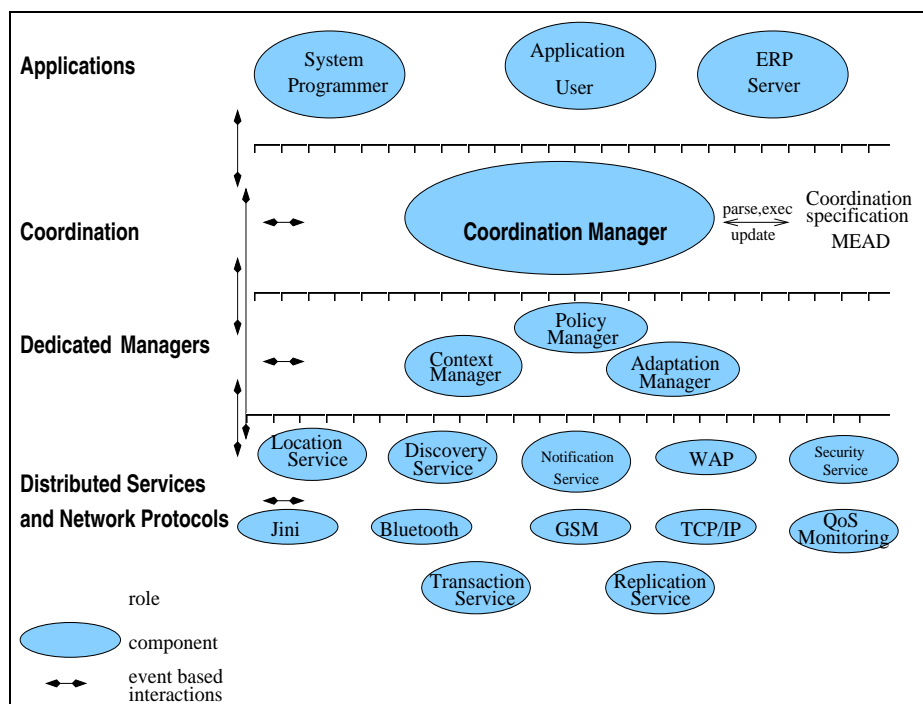 Applications
System
Programmer
Application
User
ERP
Server
Coordination
Coordination Manager
parse,exec
update
Coordination
specification
MEAD
Dedicated Managers
Policy
Manager
Context
Manager
Adaptation
Manager
Distributed Services
and Network Protocols
Location
Service
Discovery
Service
Notification
Service
WAP
Security
Service
Jini
Bluetooth
GSM
TCP/IP
QoS
Monitoring
Transaction
Service
Replication
Service
role
component
event based
interactions